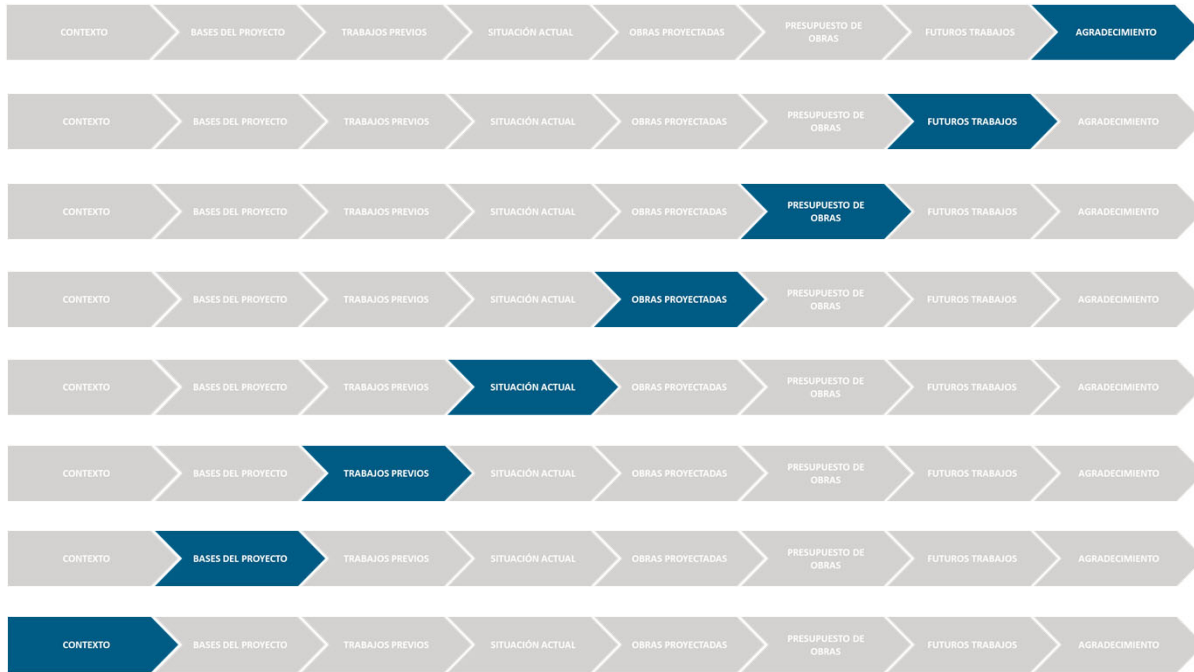 CONTEXTO BASES DEL PROYECTO TRABAJOS PREVIOS SITUACIÓN ACTUAL OBRAS PROYECTADAS PRESUPUESTO DE OBRAS FUTUROS TRABAJOS AGRADECIMIENTO
CONTEXTO BASES DEL PROYECTO TRABAJOS PREVIOS SITUACIÓN ACTUAL OBRAS PROYECTADAS PRESUPUESTO DE OBRAS FUTUROS TRABAJOS AGRADECIMIENTO
CONTEXTO BASES DEL PROYECTO TRABAJOS PREVIOS SITUACIÓN ACTUAL OBRAS PROYECTADAS PRESUPUESTO DE OBRAS FUTUROS TRABAJOS AGRADECIMIENTO
CONTEXTO BASES DEL PROYECTO TRABAJOS PREVIOS SITUACIÓN ACTUAL OBRAS PROYECTADAS PRESUPUESTO DE OBRAS FUTUROS TRABAJOS AGRADECIMIENTO
CONTEXTO BASES DEL PROYECTO TRABAJOS PREVIOS SITUACIÓN ACTUAL OBRAS PROYECTADAS PRESUPUESTO DE OBRAS FUTUROS TRABAJOS AGRADECIMIENTO
CONTEXTO BASES DEL PROYECTO TRABAJOS PREVIOS SITUACIÓN ACTUAL OBRAS PROYECTADAS PRESUPUESTO DE OBRAS FUTUROS TRABAJOS AGRADECIMIENTO
CONTEXTO BASES DEL PROYECTO TRABAJOS PREVIOS SITUACIÓN ACTUAL OBRAS PROYECTADAS PRESUPUESTO DE OBRAS FUTUROS TRABAJOS AGRADECIMIENTO
CONTEXTO BASES DEL PROYECTO TRABAJOS PREVIOS SITUACIÓN ACTUAL OBRAS PROYECTADAS PRESUPUESTO DE OBRAS FUTUROS TRABAJOS AGRADECIMIENTO